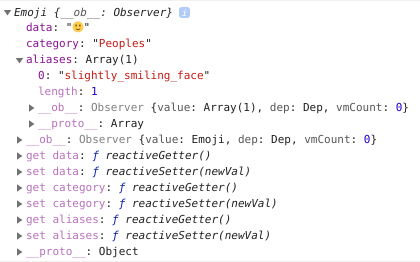 Emoji {__ob__: Observer} i
data: "🙂"
category: "Peoples"
aliases: Array(1)
0: "slightly_smiling_face"
length: 1
__ob__: Observer {value: Array(1), dep: Dep, vmCount: 0}
__proto__: Array
__ob__: Observer {value: Emoji, dep: Dep, vmCount: 0}
get data: ƒ reactiveGetter()
set data: ƒ reactiveSetter(newVal)
get category: ƒ reactiveGetter()
set category: ƒ reactiveSetter(newVal)
get aliases: ƒ reactiveGetter()
set aliases: ƒ reactiveSetter(newVal)
__proto__: Object